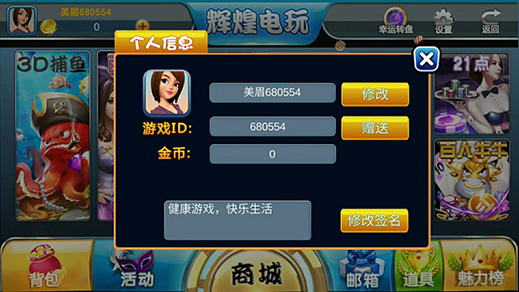 美眉680554
0
辉煌电玩
幸运转盘
设置
返回
个人信息
3D捕鱼
21点
美眉680554
修改
游戏ID:
680554
赠送
金币:
0
百人牛牛
健康游戏，快乐生活
修改签名
背包
活动
商城
邮箱
道具
魅力榜